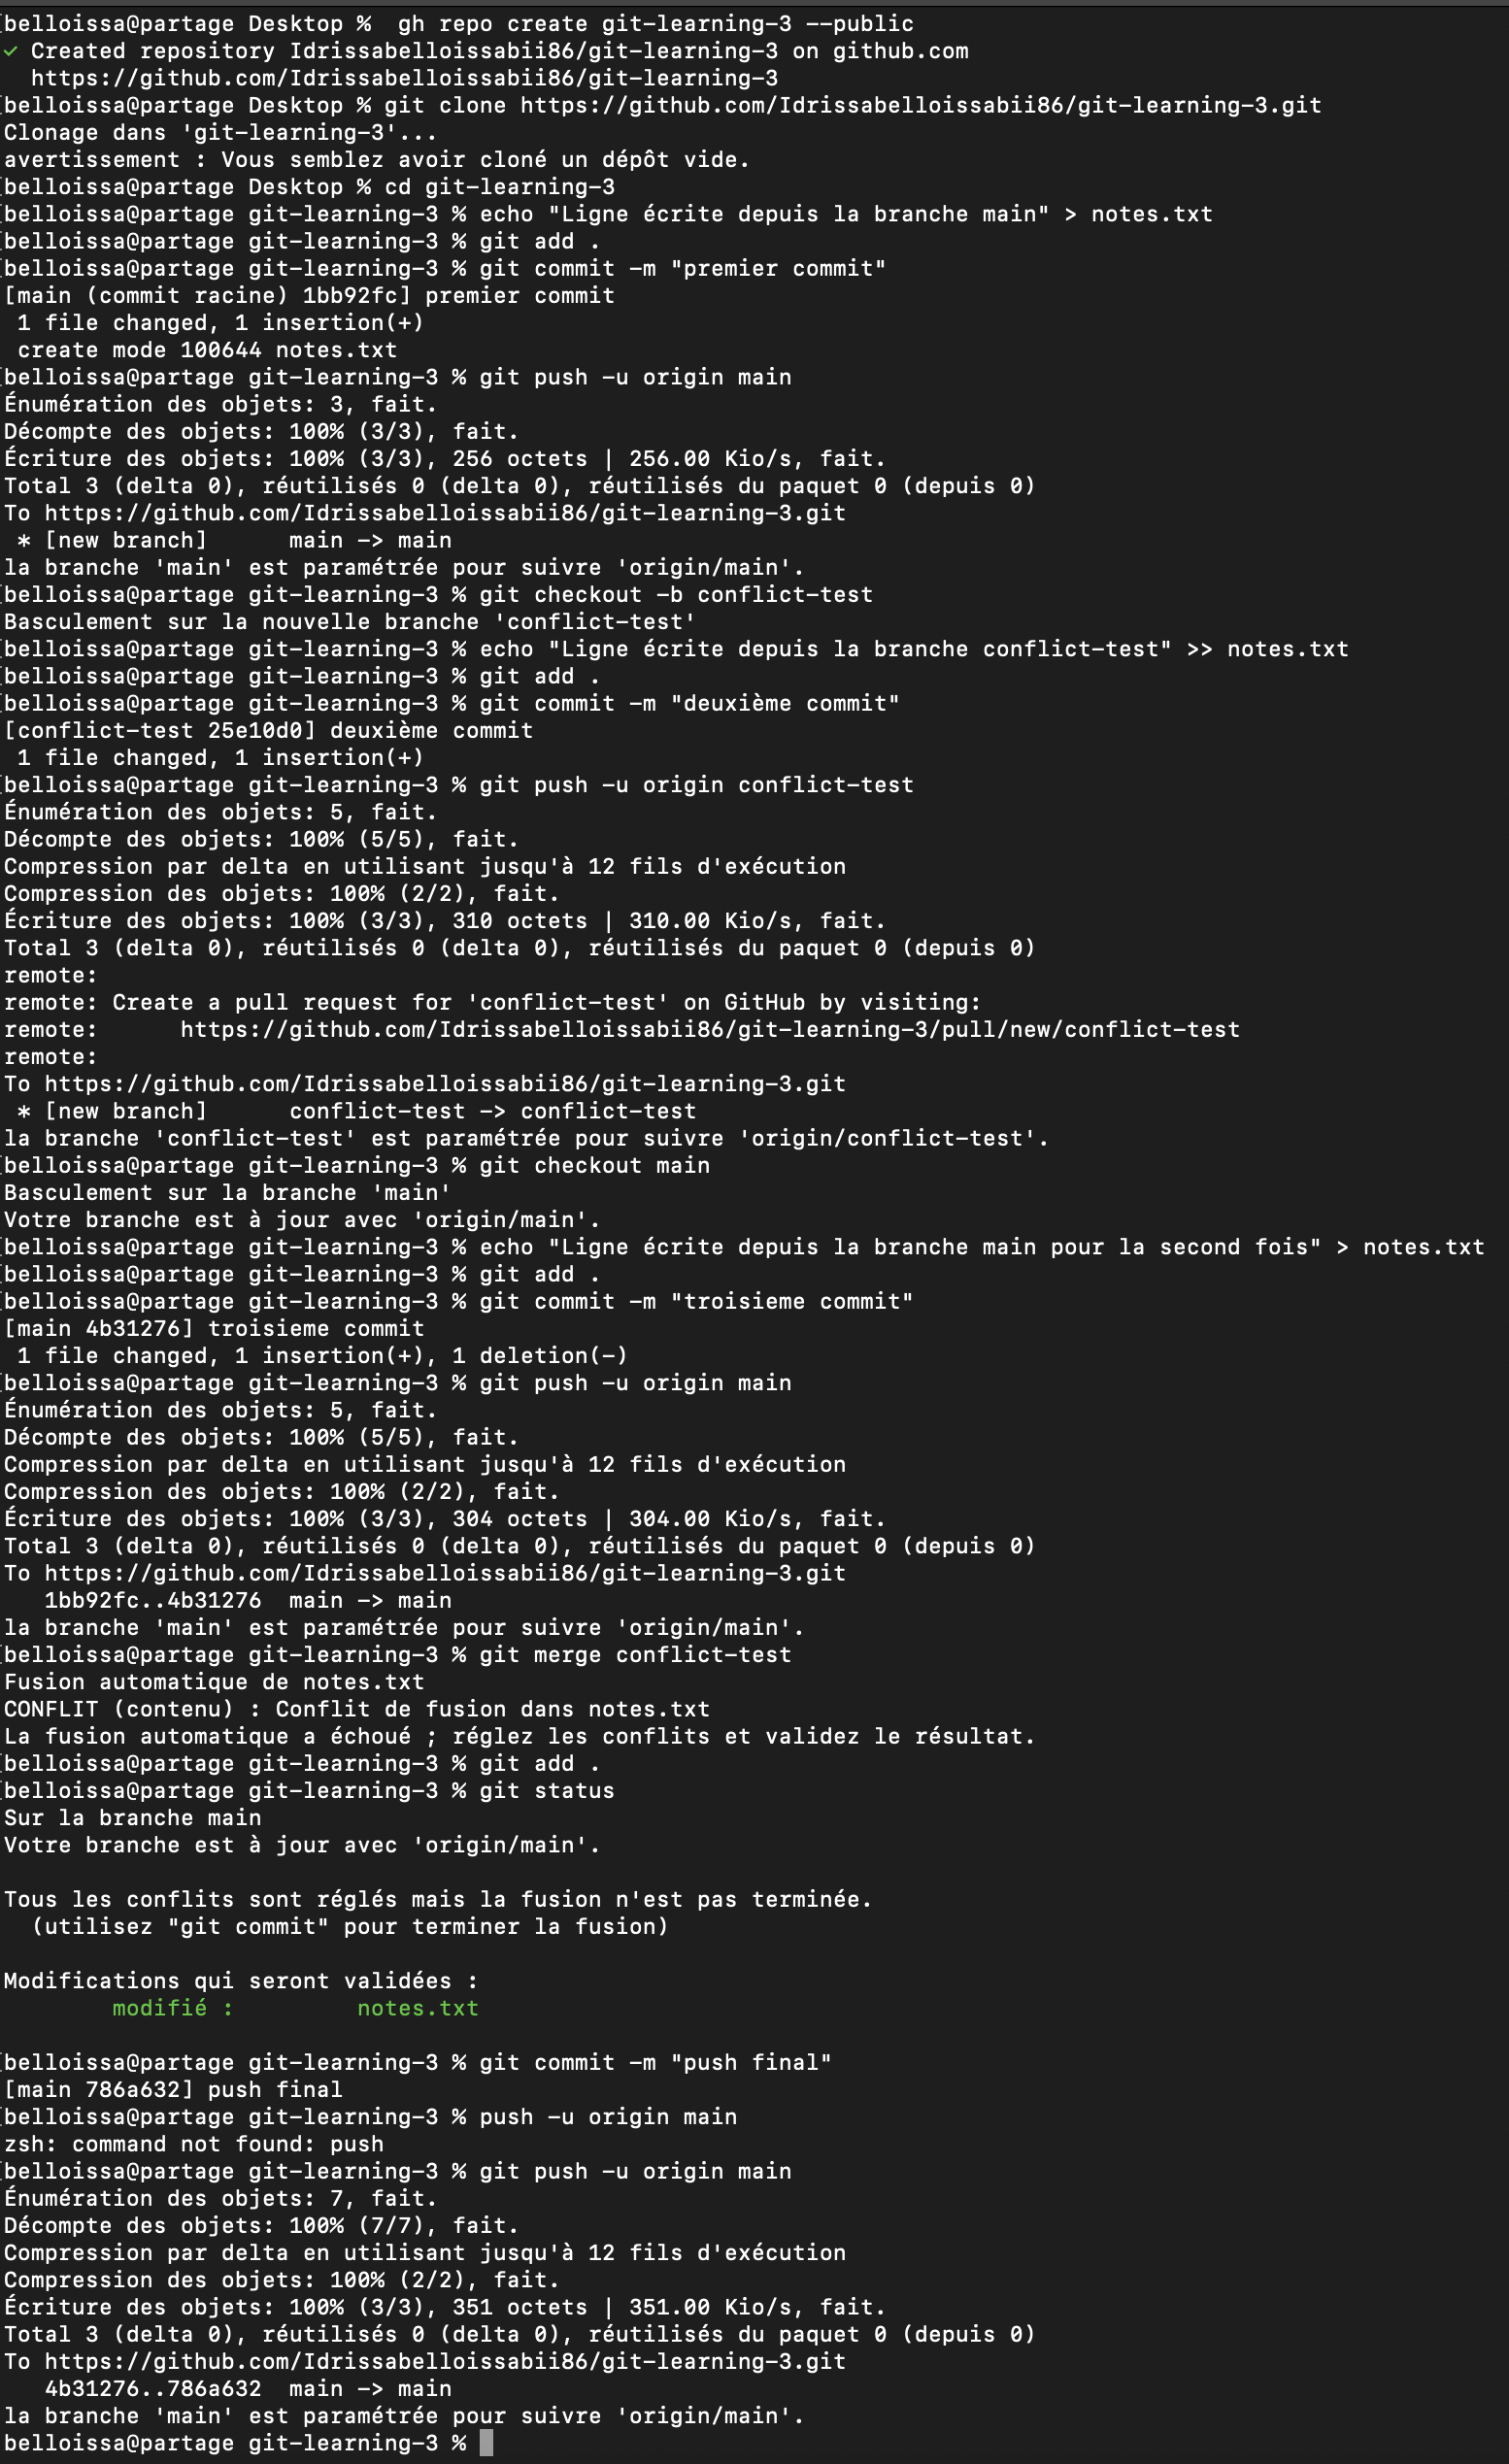 [belloissa@partage Desktop %  gh repo create git-learning-3 --public
✓ Created repository Idrissabelloissabii86/git-learning-3 on github.com
  https://github.com/Idrissabelloissabii86/git-learning-3
[belloissa@partage Desktop % git clone https://github.com/Idrissabelloissabii86/git-learning-3.git
Clonage dans 'git-learning-3'...
avertissement : Vous semblez avoir cloné un dépôt vide.
[belloissa@partage Desktop % cd git-learning-3
[belloissa@partage git-learning-3 % echo "Ligne écrite depuis la branche main" > notes.txt
[belloissa@partage git-learning-3 % git add .
[belloissa@partage git-learning-3 % git commit -m "premier commit"
[main (commit racine) 1bb92fc] premier commit
 1 file changed, 1 insertion(+)
 create mode 100644 notes.txt
[belloissa@partage git-learning-3 % git push -u origin main
Énumération des objets: 3, fait.
Décompte des objets: 100% (3/3), fait.
Écriture des objets: 100% (3/3), 256 octets | 256.00 Kio/s, fait.
Total 3 (delta 0), réutilisés 0 (delta 0), réutilisés du paquet 0 (depuis 0)
To https://github.com/Idrissabelloissabii86/git-learning-3.git
 * [new branch]      main -> main
la branche 'main' est paramétrée pour suivre 'origin/main'.
[belloissa@partage git-learning-3 % git checkout -b conflict-test
Basculement sur la nouvelle branche 'conflict-test'
[belloissa@partage git-learning-3 % echo "Ligne écrite depuis la branche conflict-test" >> notes.txt
[belloissa@partage git-learning-3 % git add .
[belloissa@partage git-learning-3 % git commit -m "deuxième commit"
[conflict-test 25e10d0] deuxième commit
 1 file changed, 1 insertion(+)
[belloissa@partage git-learning-3 % git push -u origin conflict-test
Énumération des objets: 5, fait.
Décompte des objets: 100% (5/5), fait.
Compression par delta en utilisant jusqu'à 12 fils d'exécution
Compression des objets: 100% (2/2), fait.
Écriture des objets: 100% (3/3), 310 octets | 310.00 Kio/s, fait.
Total 3 (delta 0), réutilisés 0 (delta 0), réutilisés du paquet 0 (depuis 0)
remote:
remote: Create a pull request for 'conflict-test' on GitHub by visiting:
remote:      https://github.com/Idrissabelloissabii86/git-learning-3/pull/new/conflict-test
remote:
To https://github.com/Idrissabelloissabii86/git-learning-3.git
 * [new branch]      conflict-test -> conflict-test
la branche 'conflict-test' est paramétrée pour suivre 'origin/conflict-test'.
[belloissa@partage git-learning-3 % git checkout main
Basculement sur la branche 'main'
Votre branche est à jour avec 'origin/main'.
[belloissa@partage git-learning-3 % echo "Ligne écrite depuis la branche main pour la second fois" > notes.txt
[belloissa@partage git-learning-3 % git add .
[belloissa@partage git-learning-3 % git commit -m "troisieme commit"
[main 4b31276] troisieme commit
 1 file changed, 1 insertion(+), 1 deletion(-)
[belloissa@partage git-learning-3 % git push -u origin main
Énumération des objets: 5, fait.
Décompte des objets: 100% (5/5), fait.
Compression par delta en utilisant jusqu'à 12 fils d'exécution
Compression des objets: 100% (2/2), fait.
Écriture des objets: 100% (3/3), 304 octets | 304.00 Kio/s, fait.
Total 3 (delta 0), réutilisés 0 (delta 0), réutilisés du paquet 0 (depuis 0)
To https://github.com/Idrissabelloissabii86/git-learning-3.git
   1bb92fc..4b31276  main -> main
la branche 'main' est paramétrée pour suivre 'origin/main'.
[belloissa@partage git-learning-3 % git merge conflict-test
Fusion automatique de notes.txt
CONFLIT (contenu) : Conflit de fusion dans notes.txt
La fusion automatique a échoué ; réglez les conflits et validez le résultat.
[belloissa@partage git-learning-3 % git add .
[belloissa@partage git-learning-3 % git status
Sur la branche main
Votre branche est à jour avec 'origin/main'.

Tous les conflits sont réglés mais la fusion n'est pas terminée.
  (utilisez "git commit" pour terminer la fusion)

Modifications qui seront validées :
        modifié :         notes.txt

[belloissa@partage git-learning-3 % git commit -m "push final"
[main 786a632] push final
[belloissa@partage git-learning-3 % push -u origin main
zsh: command not found: push
[belloissa@partage git-learning-3 % git push -u origin main
Énumération des objets: 7, fait.
Décompte des objets: 100% (7/7), fait.
Compression par delta en utilisant jusqu'à 12 fils d'exécution
Compression des objets: 100% (2/2), fait.
Écriture des objets: 100% (3/3), 351 octets | 351.00 Kio/s, fait.
Total 3 (delta 0), réutilisés 0 (delta 0), réutilisés du paquet 0 (depuis 0)
To https://github.com/Idrissabelloissabii86/git-learning-3.git
   4b31276..786a632  main -> main
la branche 'main' est paramétrée pour suivre 'origin/main'.
belloissa@partage git-learning-3 %